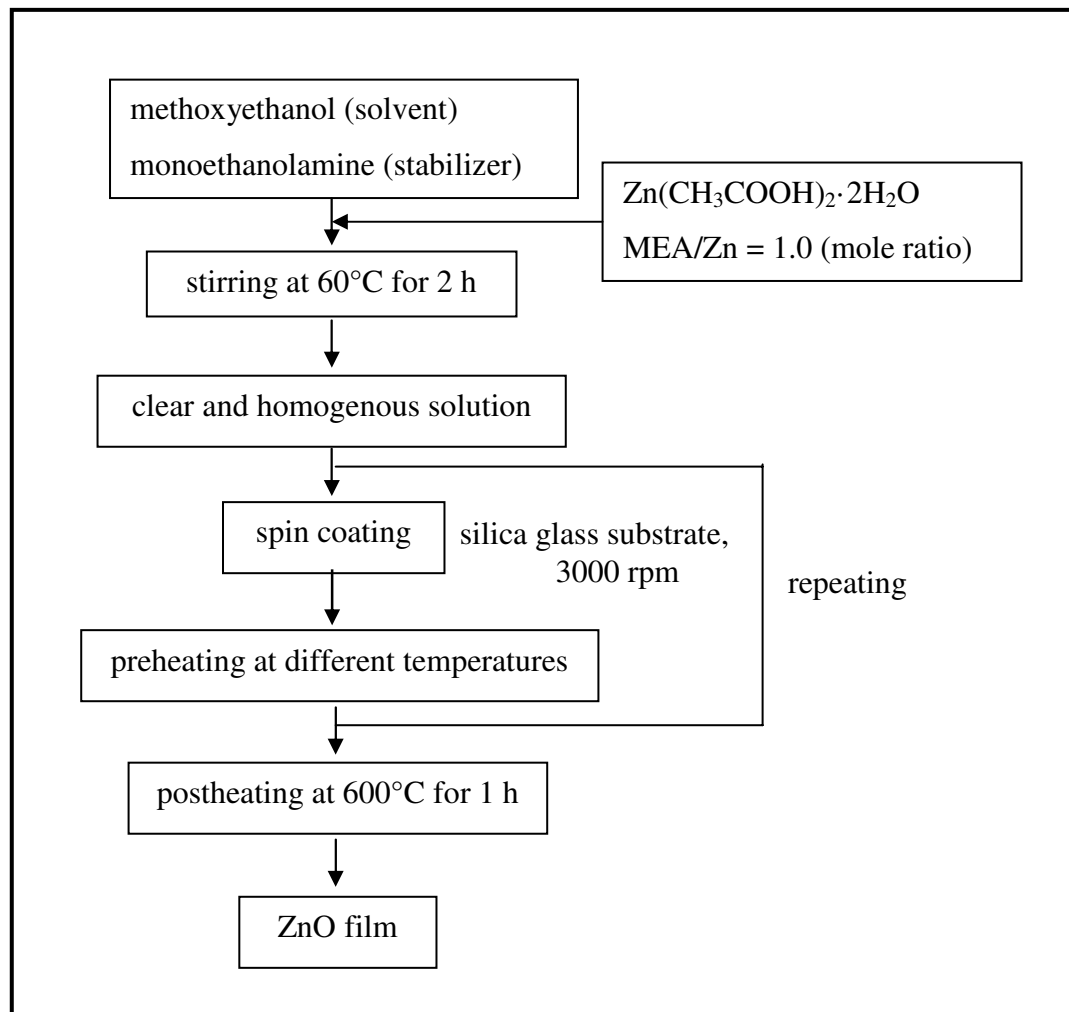 methoxyethanol (solvent)
monoethanolamine (stabilizer)
Zn(CH₃COOH)₂·2H₂O
MEA/Zn = 1.0 (mole ratio)
stirring at 60°C for 2 h
clear and homogenous solution
spin coating
silica glass substrate,
3000 rpm
repeating
preheating at different temperatures
postheating at 600°C for 1 h
ZnO film